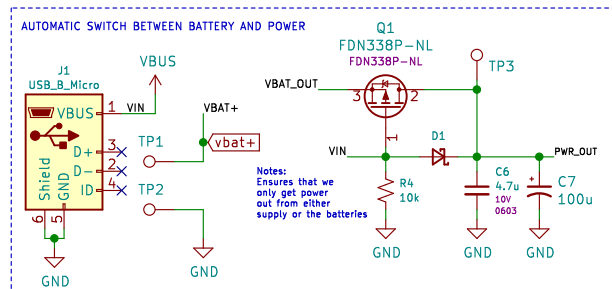 AUTOMATIC SWITCH BETWEEN BATTERY AND POWER
J1
USB_B_Micro
VBUS
1
VIN
VBUS
D+
3
D-
2
ID
4
Shield
GND
6
5
GND
VBAT+
vbat+
TP1
TP2
GND
Q1
FDN338P-NL
FDN338P-NL
VBAT_OUT
3
2
1
TP3
VIN
D1
PWR_OUT
Notes:
Ensures that we
only get power
out from either
supply or the batteries
R4
10k
GND
C6
4.7u
10V
0603
GND
+
C7
100u
GND